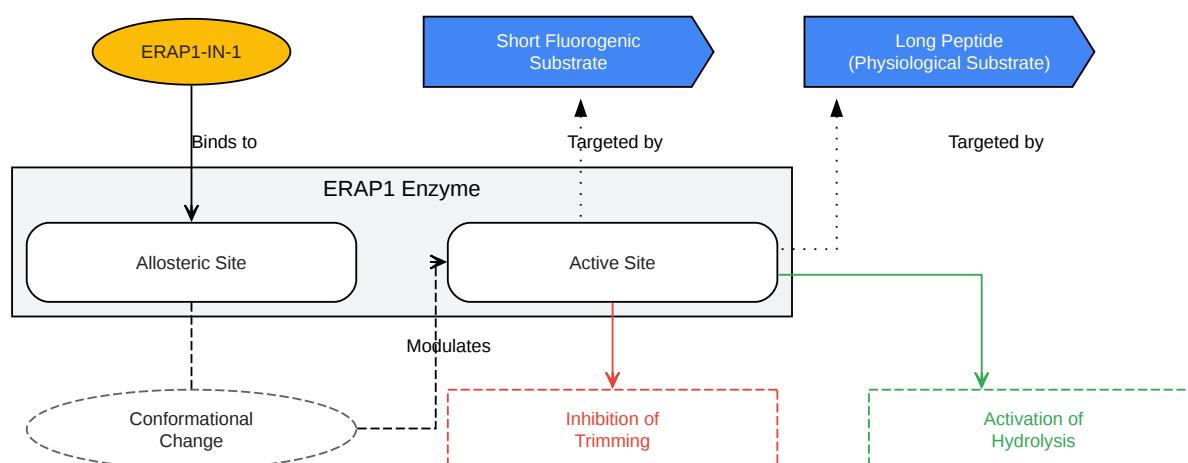 ERAP1-IN-1
Short Fluorogenic
Substrate
Long Peptide
(Physiological Substrate)
Binds to
Targeted by
Targeted by
ERAP1 Enzyme
Allosteric Site
Active Site
Modulates
Conformational
Change
Inhibition of
Trimming
Activation of
Hydrolysis